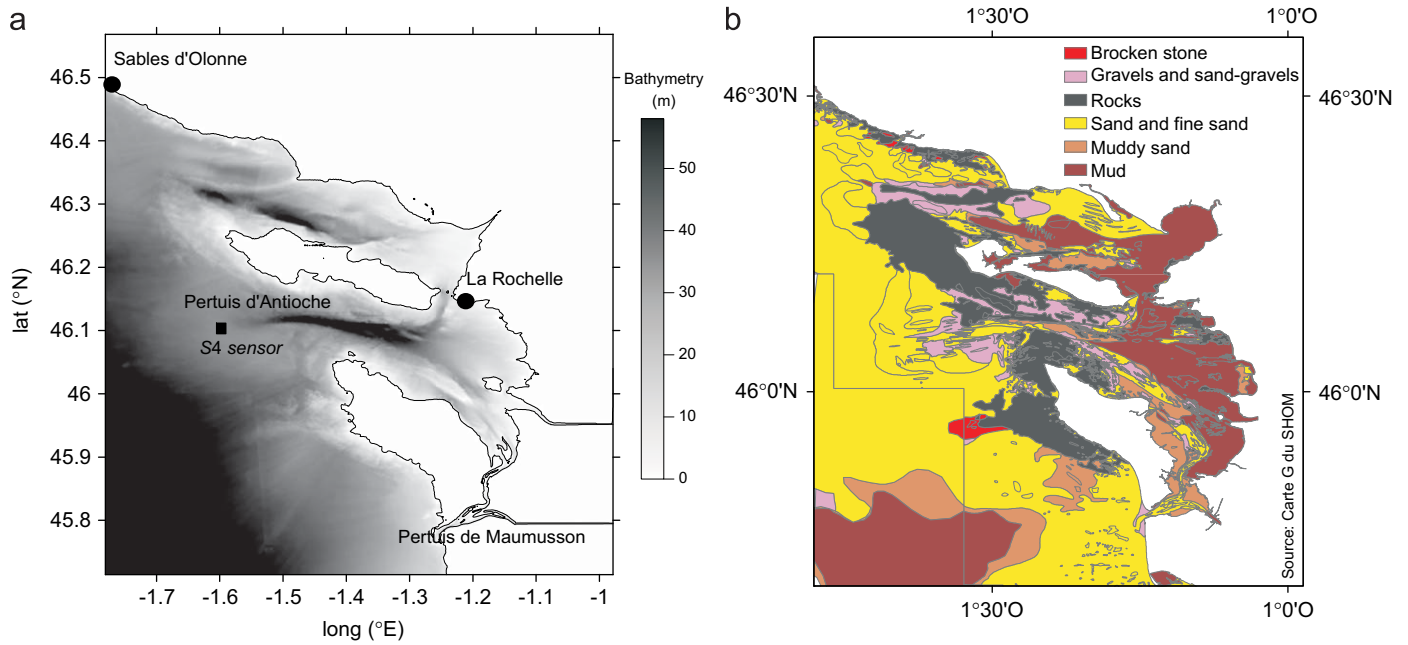 a
Sables d'Olonne
Bathymetry
(m)
50
40
30
20
10
0
46.5
46.4
46.3
46.2
46.1
46
45.9
45.8
lat (°N)
La Rochelle
Pertuis d'Antioche
S4 sensor
Pertuis de Maumusson
-1.7
-1.6
-1.5
-1.4
-1.3
-1.2
-1.1
-1
long (°E)
b
1°30'O
1°0'O
Brocken stone
Gravels and sand-gravels
Rocks
Sand and fine sand
Muddy sand
Mud
46°30'N
46°30'N
46°0'N
46°0'N
Source: Carte G du SHOM
1°30'O
1°0'O